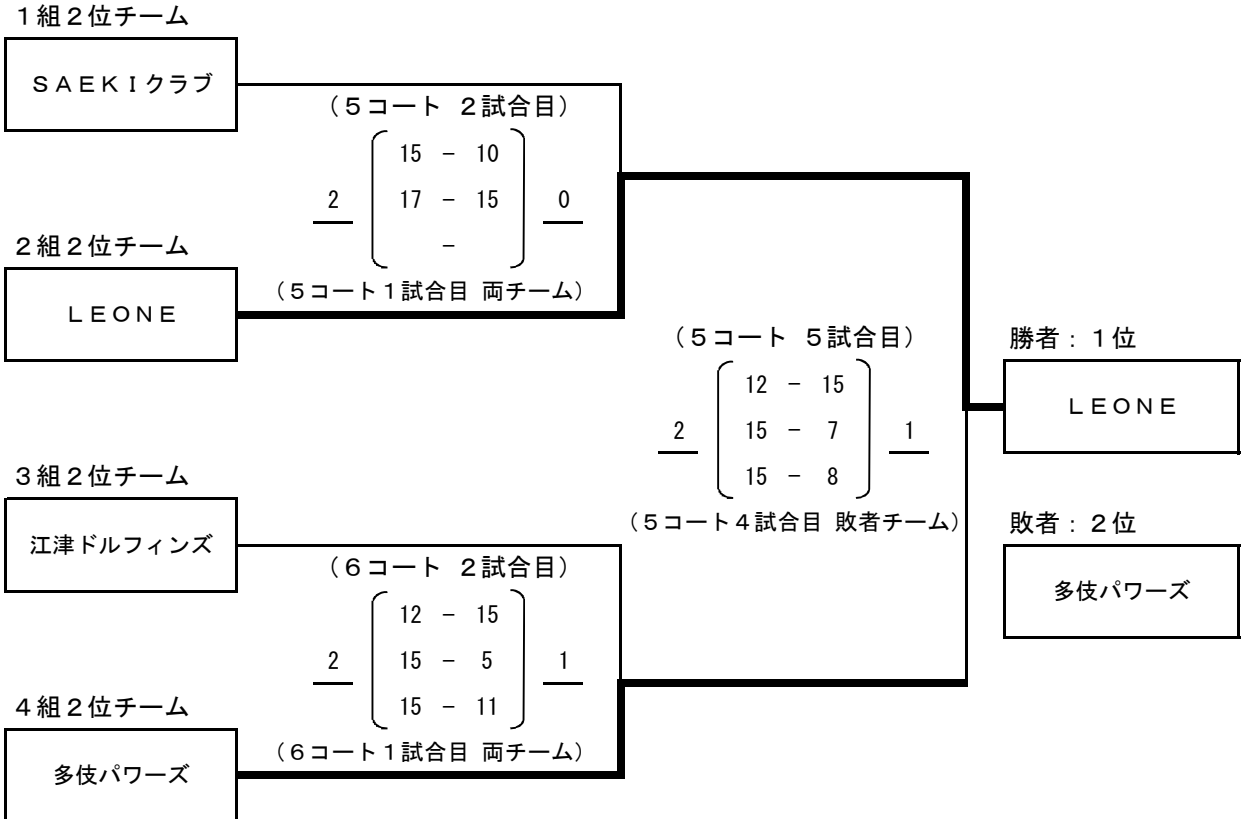 １組２位チーム
ＳＡＥＫＩクラブ
（５コート ２試合目）
15 － 10
2 17 － 15 0
－
（５コート１試合目 両チーム）
２組２位チーム
ＬＥＯＮＥ
（５コート ５試合目）
12 － 15
2 15 － 7 1
15 － 8
（５コート４試合目 敗者チーム）
勝者：１位
ＬＥＯＮＥ
敗者：２位
多伎パワーズ
３組２位チーム
江津ドルフィンズ
（６コート ２試合目）
12 － 15
2 15 － 5 1
15 － 11
（６コート１試合目 両チーム）
４組２位チーム
多伎パワーズ